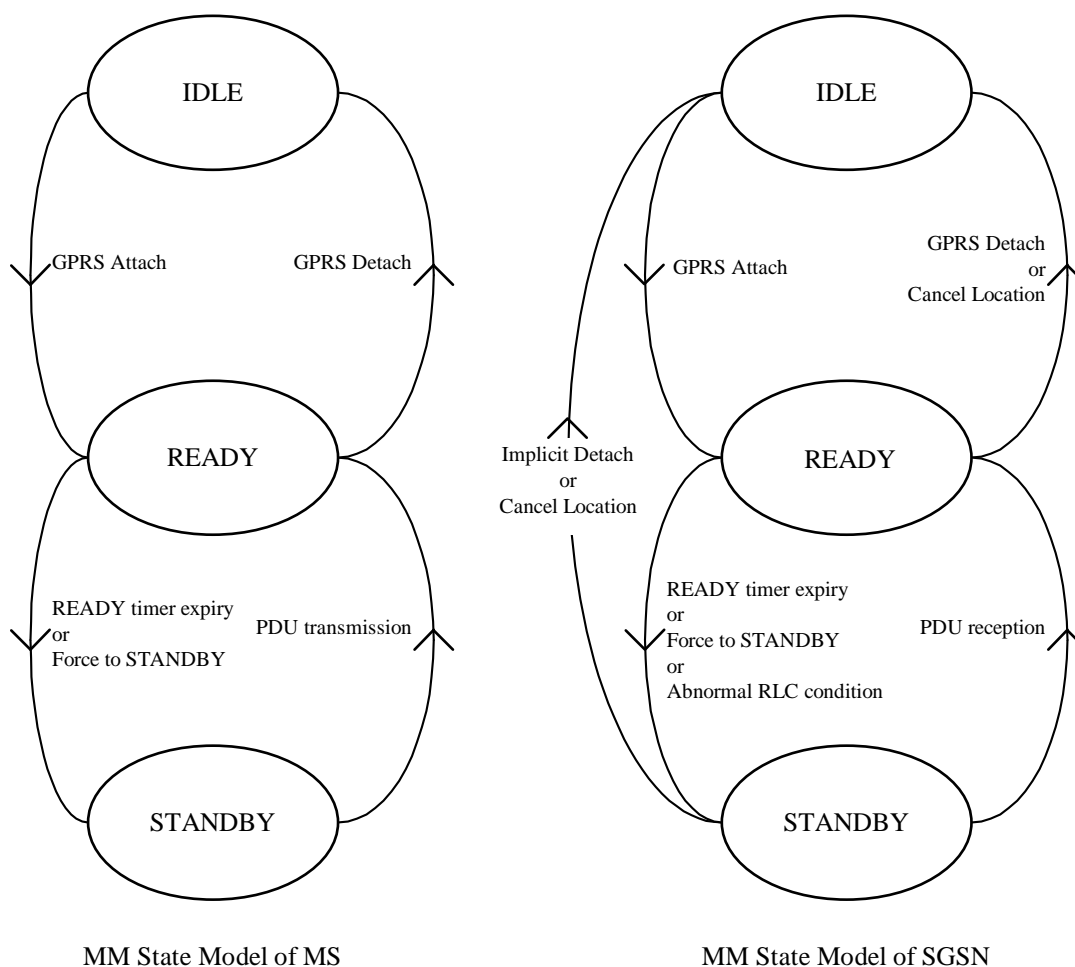 IDLE
GPRS Attach
GPRS Detach
READY
READY timer expiry
or
Force to STANDBY
PDU transmission
STANDBY
MM State Model of MS
IDLE
GPRS Attach
GPRS Detach
or
Cancel Location
Implicit Detach
or
Cancel Location
READY
READY timer expiry
or
Force to STANDBY
or
Abnormal RLC condition
PDU reception
STANDBY
MM State Model of SGSN